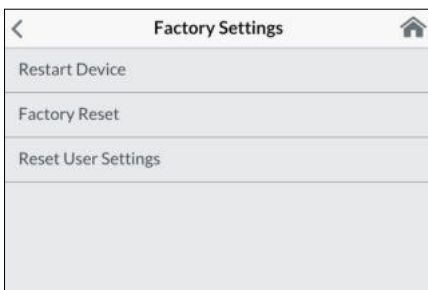 Factory Settings
Restart Device
Factory Reset
Reset User Settings